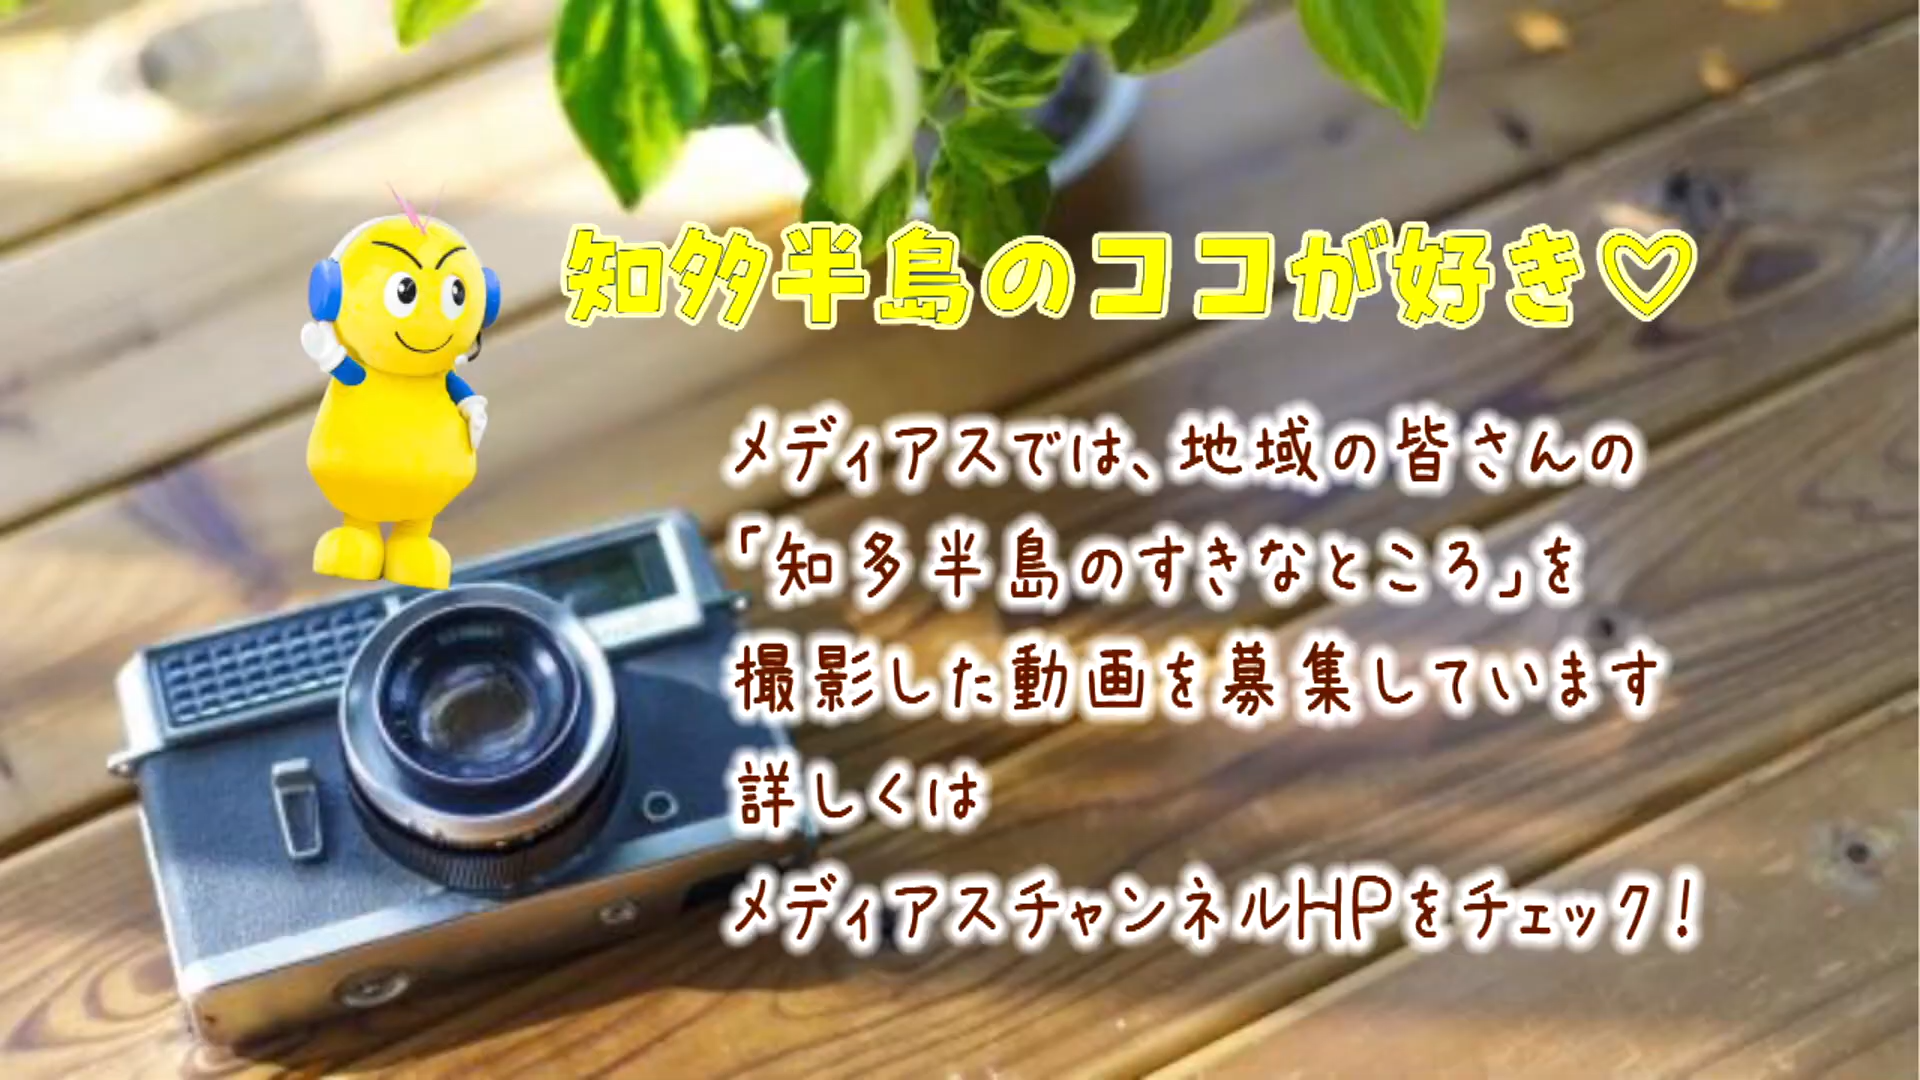 知多半島のココが好き♡
メディアスでは、地域の皆さんの
「知多半島のすきなところ」を
撮影した動画を募集しています
詳しくは
メディアスチャンネルHPをチェック!